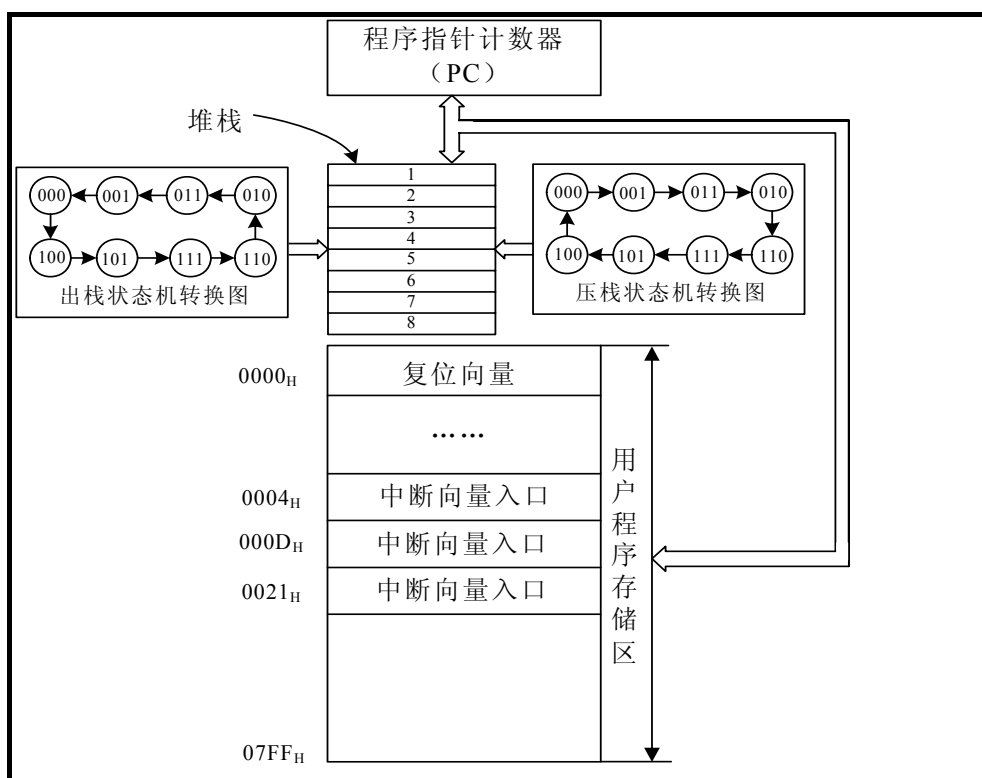 程序指针计数器
（PC）
堆栈
000 001 011 010
100 101 111 110
出栈状态机转换图
1
2
3
4
5
6
7
8
000 001 011 010
100 101 111 110
压栈状态机转换图
0000H 复位向量
……
0004H 中断向量入口
000DH 中断向量入口
0021H 中断向量入口
07FFH
用户程序存储区